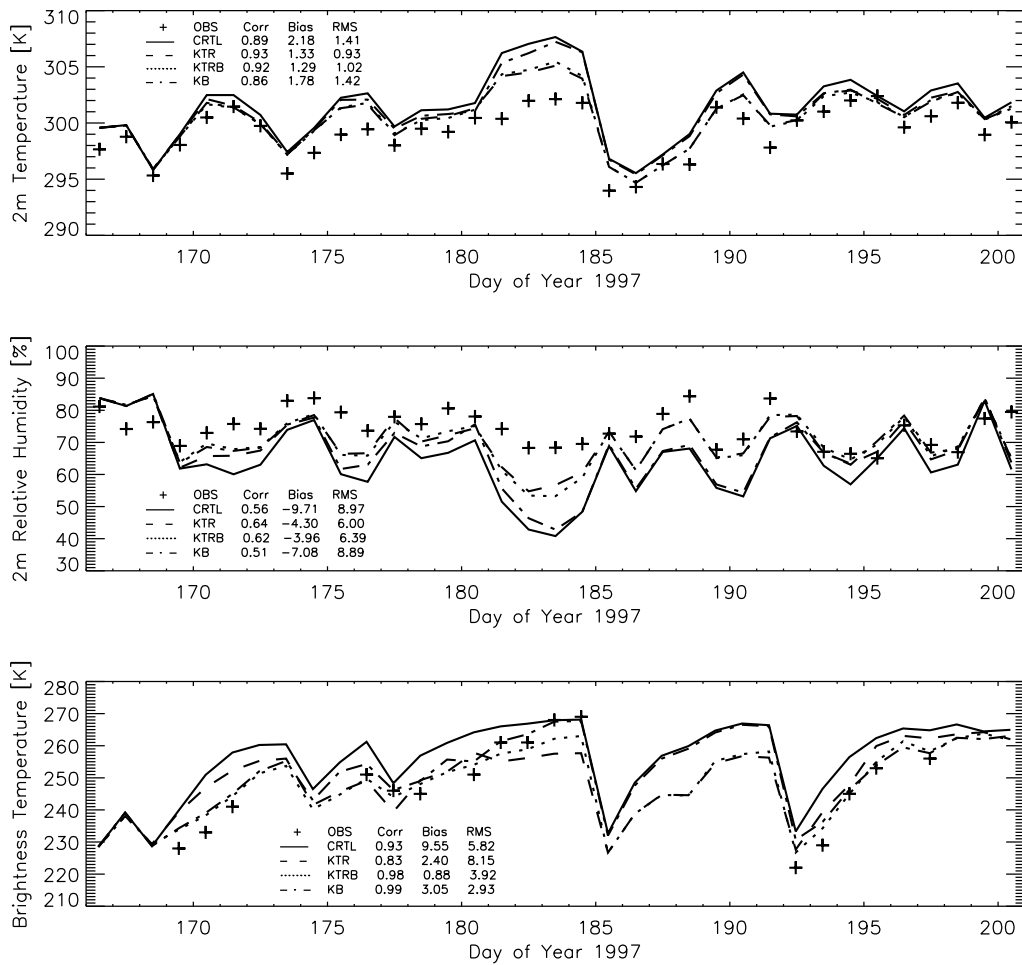 2m Temperature [K]
310
305
300
295
290
+ OBS Corr Bias RMS
CRTL 0.89 2.18 1.41
KTR 0.93 1.33 0.93
KTRB 0.92 1.29 1.02
KB 0.86 1.78 1.42
170 175 180 185 190 195 200
Day of Year 1997
2m Relative Humidity [%]
100
90
80
70
60
50
40
30
+ OBS Corr Bias RMS
CRTL 0.56 −9.71 8.97
KTR 0.64 −4.30 6.00
KTRB 0.62 −3.96 6.39
KB 0.51 −7.08 8.89
170 175 180 185 190 195 200
Day of Year 1997
Brightness Temperature [K]
280
270
260
250
240
230
220
210
+ OBS Corr Bias RMS
CRTL 0.93 9.55 5.82
KTR 0.83 2.40 8.15
KTRB 0.98 0.88 3.92
KB 0.99 3.05 2.93
170 175 180 185 190 195 200
Day of Year 1997